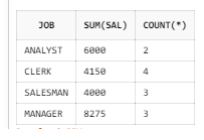 JOB SUM(SAL) COUNT(*)
ANALYST 6000 2
CLERK 4150 4
SALESMAN 4000 3
MANAGER 8275 3